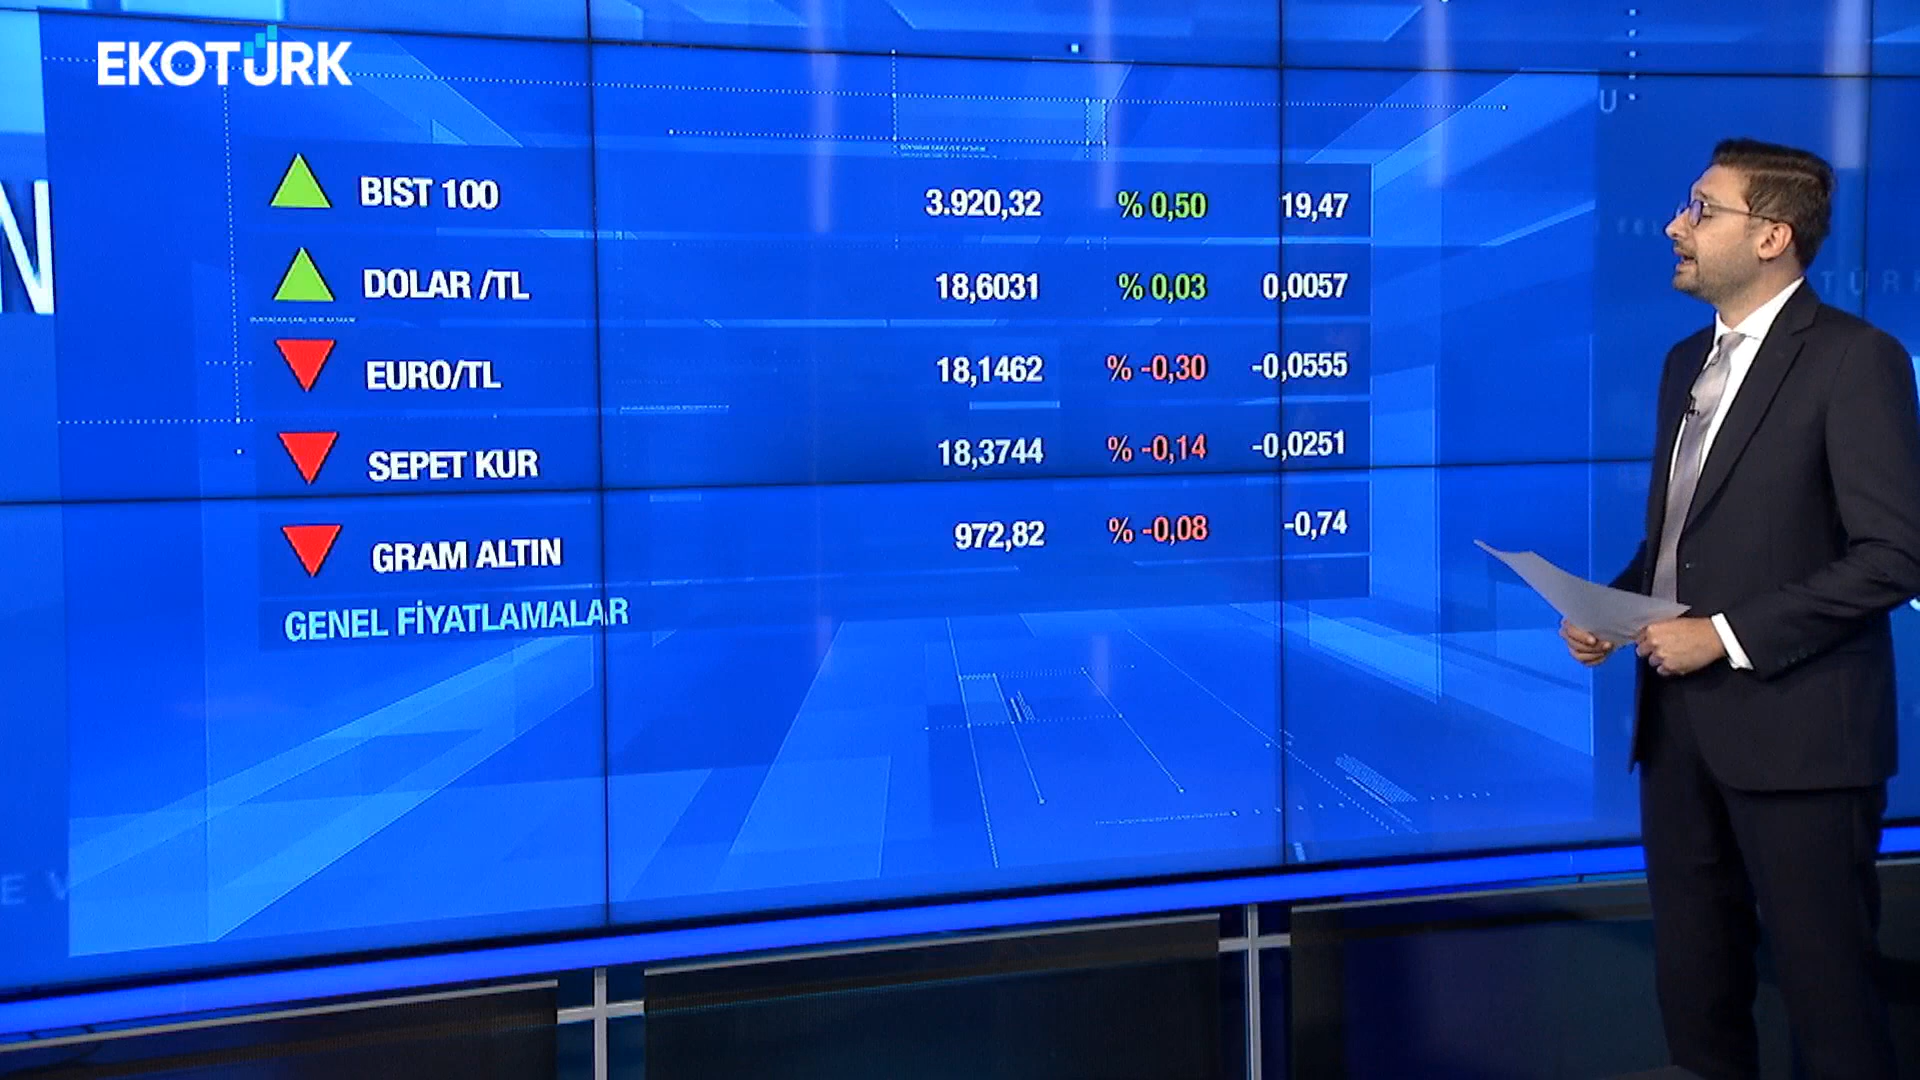 EKOTÜRK
BIST 100 3.920,32 % 0,50 19,47
DOLAR /TL 18,6031 % 0,03 0,0057
EURO/TL 18,1462 % -0,30 -0,0555
SEPET KUR 18,3744 % -0,14 -0,0251
GRAM ALTIN 972,82 % -0,08 -0,74
GENEL FİYATLAMALAR